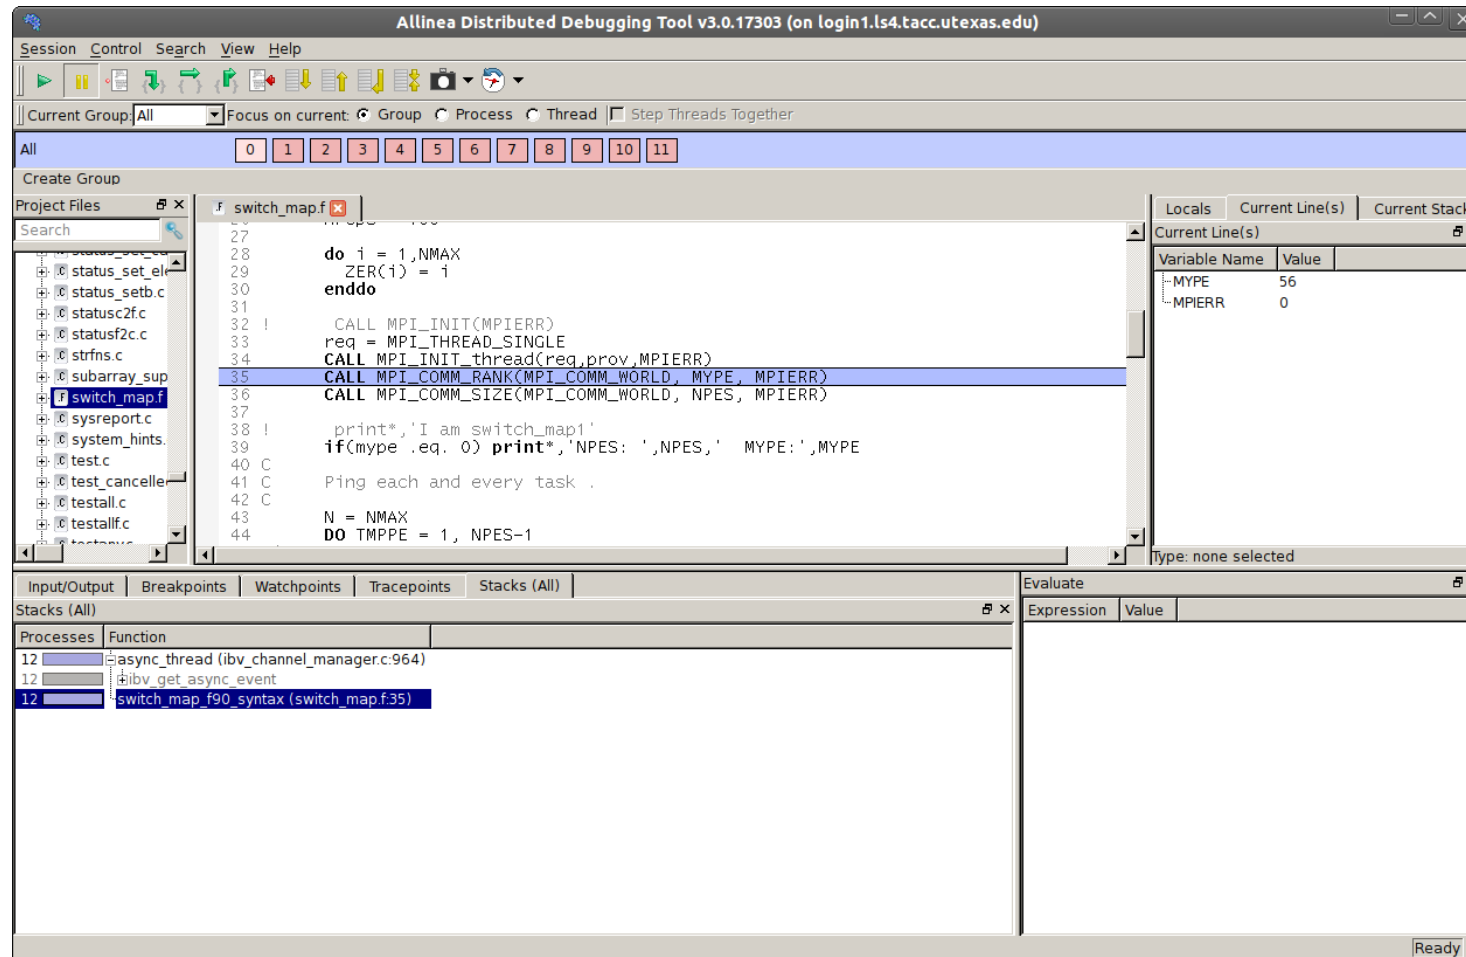 Allinea Distributed Debugging Tool v3.0.17303 (on login1.ls4.tacc.utexas.edu)
Session Control Search View Help
Current Group: All Focus on current: Group Process Thread Step Threads Together
All 0 1 2 3 4 5 6 7 8 9 10 11
Create Group
Project Files
Search
status_setb.c
statusc2f.c
statusf2c.c
strfns.c
subarray_sup
switch_map.f
sysreport.c
system_hints.
test.c
test_cancelle
testall.c
testallf.c
switch_map.f
27
28 do i = 1,NMAX
29 ZER(i) = i
30 enddo
31
32 ! CALL MPI_INIT(MPIERR)
33 req = MPI_THREAD_SINGLE
34 CALL MPI_INIT_thread(req,prov,MPIERR)
35 CALL MPI_COMM_RANK(MPI_COMM_WORLD, MYPE, MPIERR)
36 CALL MPI_COMM_SIZE(MPI_COMM_WORLD, NPES, MPIERR)
37
38 ! print*,'I am switch_map1'
39 if(mype .eq. 0) print*,'NPES: ',NPES,' MYPE:',MYPE
40 C
41 C Ping each and every task .
42 C
43 N = NMAX
44 DO TMPPE = 1, NPES-1
Locals Current Line(s) Current Stack
Current Line(s)
Variable Name Value
MYPE 56
MPIERR 0
Type: none selected
Input/Output Breakpoints Watchpoints Tracepoints Stacks (All)
Stacks (All)
Processes Function
12 async_thread (ibv_channel_manager.c:964)
12 ibv_get_async_event
12 switch_map_f90_syntax (switch_map.f:35)
Evaluate
Expression Value
Ready